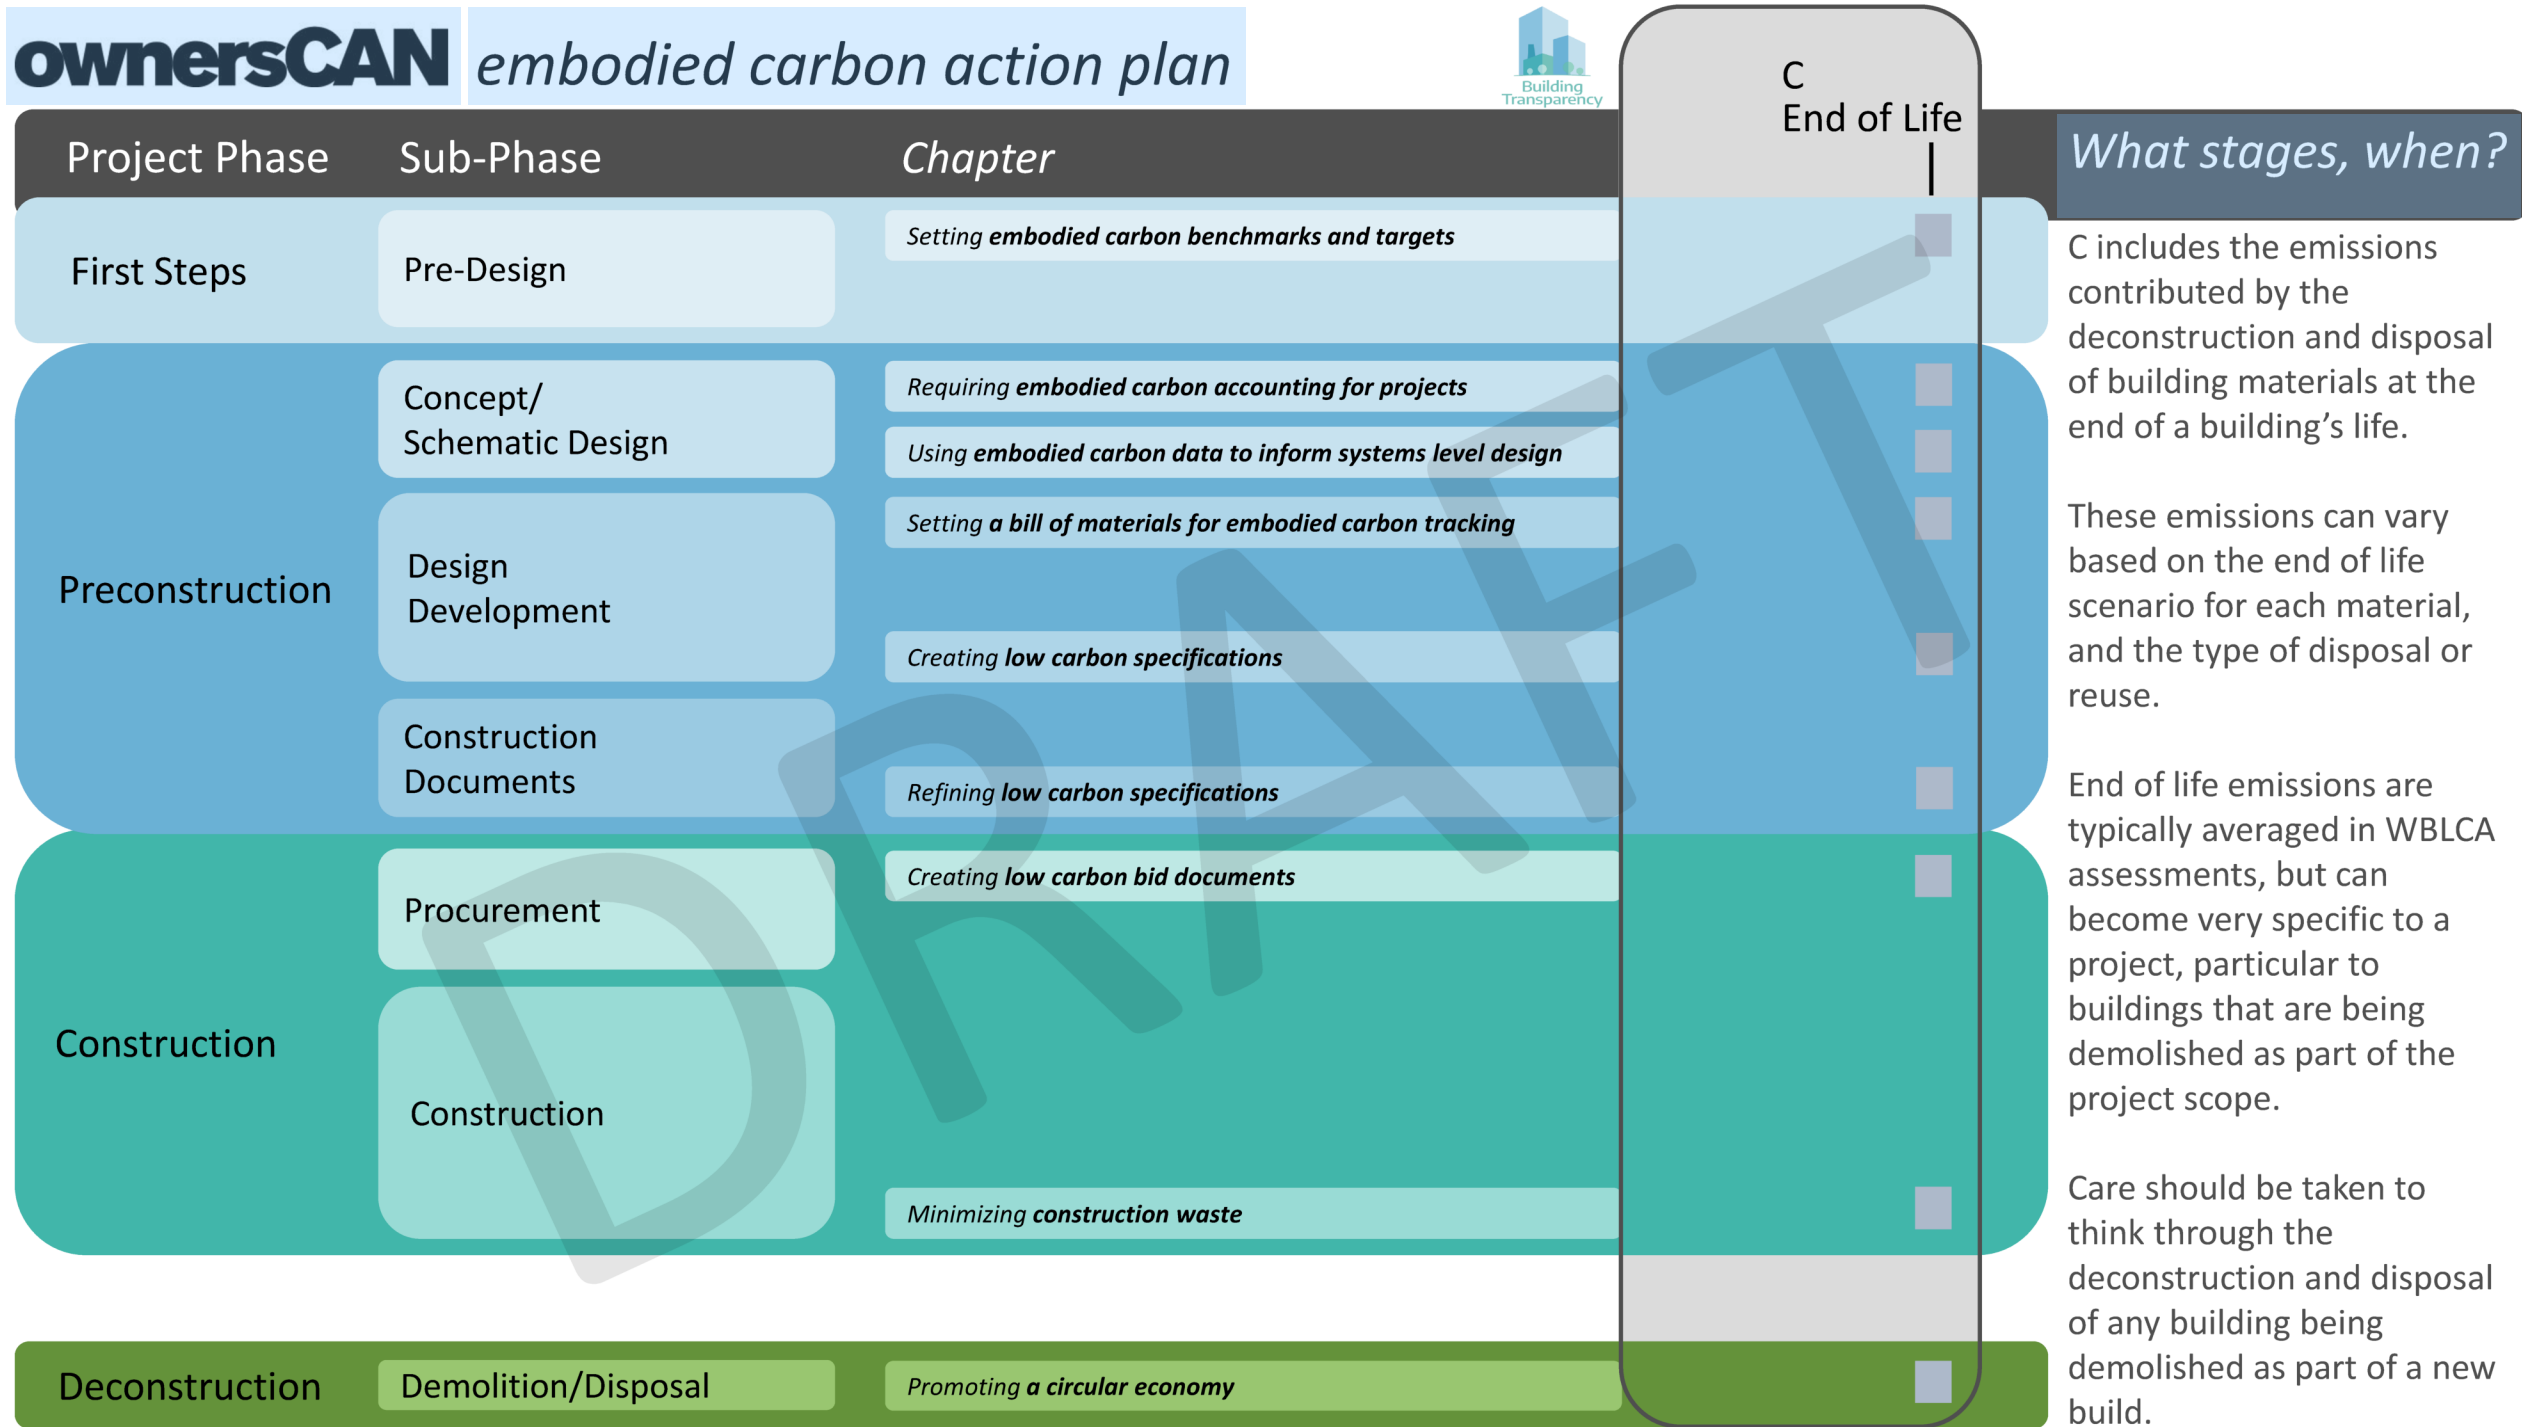 ownersCAN embodied carbon action plan
Building
Transparency
C
End of Life
Project Phase Sub-Phase Chapter
What stages, when?
First Steps
Pre-Design
Setting embodied carbon benchmarks and targets
Preconstruction
Concept/
Schematic Design
Requiring embodied carbon accounting for projects
Using embodied carbon data to inform systems level design
Design
Development
Setting a bill of materials for embodied carbon tracking
Creating low carbon specifications
Construction
Documents
Refining low carbon specifications
Construction
Procurement
Creating low carbon bid documents
Construction
Minimizing construction waste
Deconstruction
Demolition/Disposal
Promoting a circular economy
C includes the emissions
contributed by the
deconstruction and disposal
of building materials at the
end of a building’s life.
These emissions can vary
based on the end of life
scenario for each material,
and the type of disposal or
reuse.
End of life emissions are
typically averaged in WBLCA
assessments, but can
become very specific to a
project, particular to
buildings that are being
demolished as part of the
project scope.
Care should be taken to
think through the
deconstruction and disposal
of any building being
demolished as part of a new
build.
DRAFT